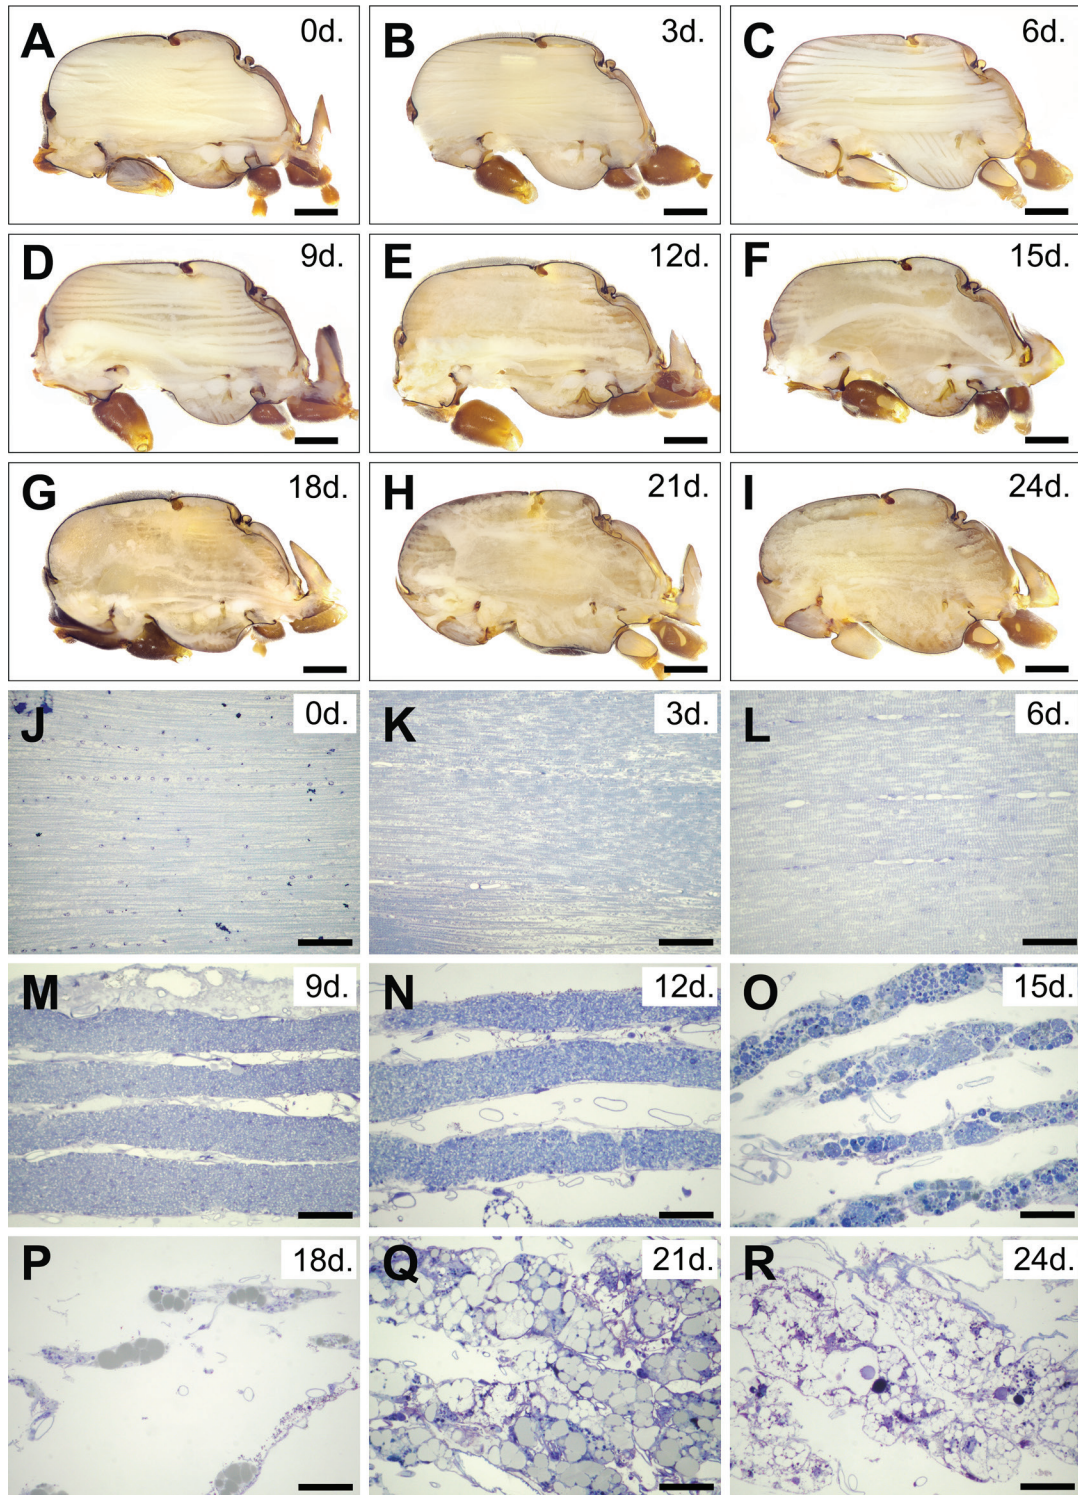 A 0d. B 3d. C 6d.
D 9d. E 12d. F 15d.
G 18d. H 21d. I 24d.
J 0d. K 3d. L 6d.
M 9d. N 12d. O 15d.
P 18d. Q 21d. R 24d.